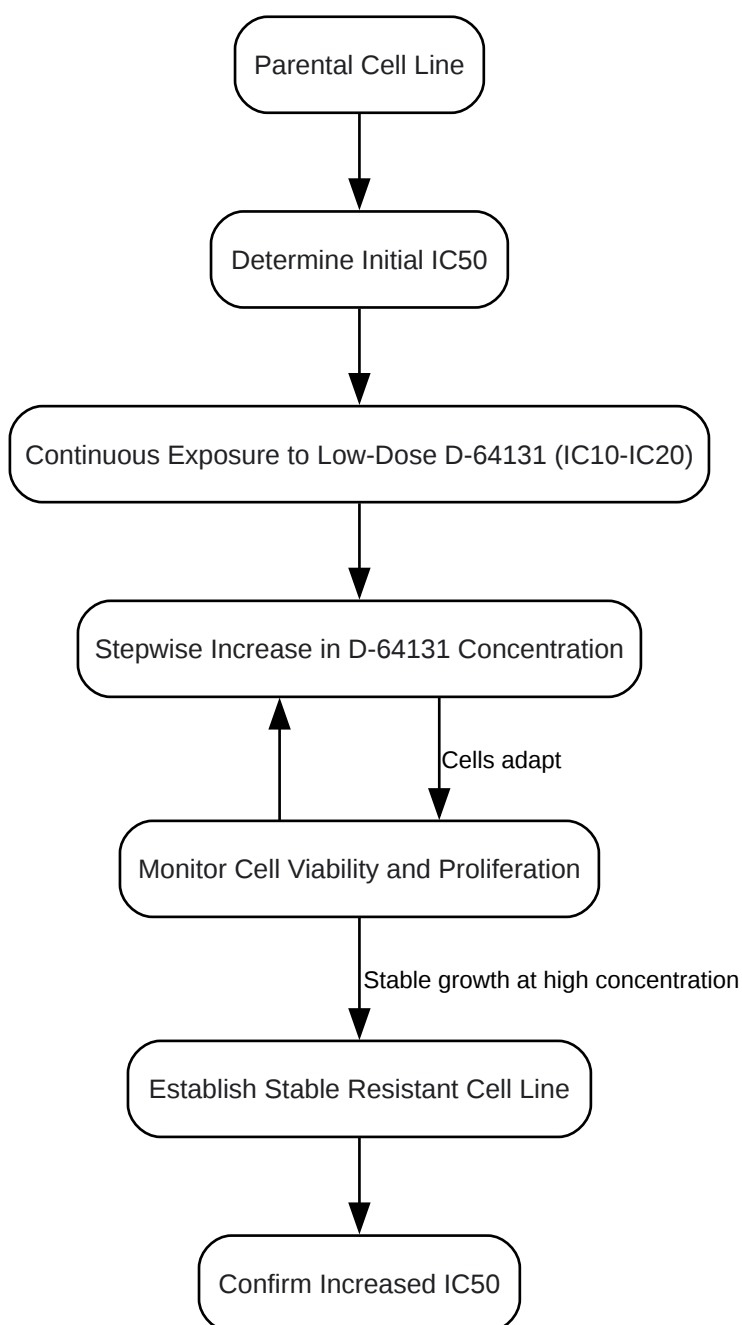 Parental Cell Line
Determine Initial IC50
Continuous Exposure to Low-Dose D-64131 (IC10-IC20)
Stepwise Increase in D-64131 Concentration
Cells adapt
Monitor Cell Viability and Proliferation
Stable growth at high concentration
Establish Stable Resistant Cell Line
Confirm Increased IC50